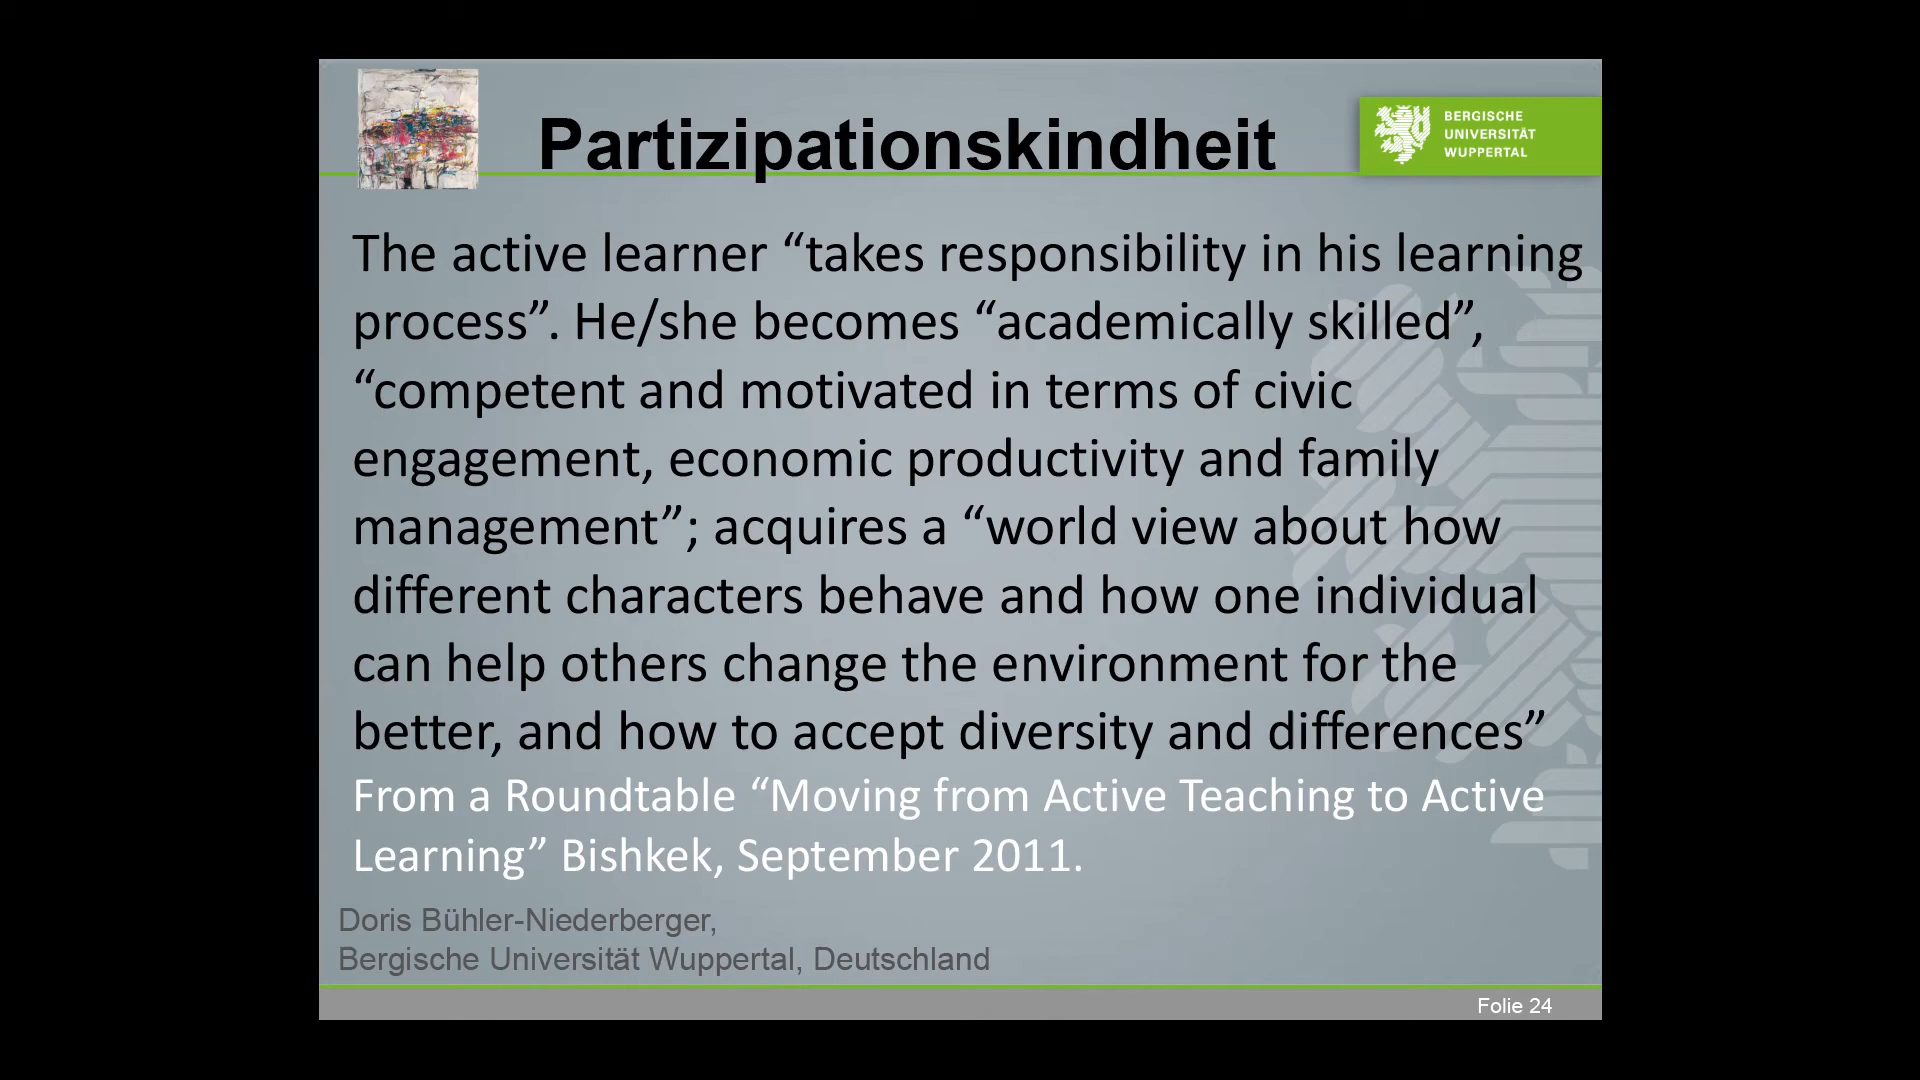 Partizipationskindheit
BERGISCHE
UNIVERSITÄT
WUPPERTAL
The active learner “takes responsibility in his learning
process”. He/she becomes “academically skilled”,
“competent and motivated in terms of civic
engagement, economic productivity and family
management”; acquires a “world view about how
different characters behave and how one individual
can help others change the environment for the
better, and how to accept diversity and differences”
From a Roundtable “Moving from Active Teaching to Active
Learning” Bishkek, September 2011.
Doris Bühler-Niederberger,
Bergische Universität Wuppertal, Deutschland
Folie 24